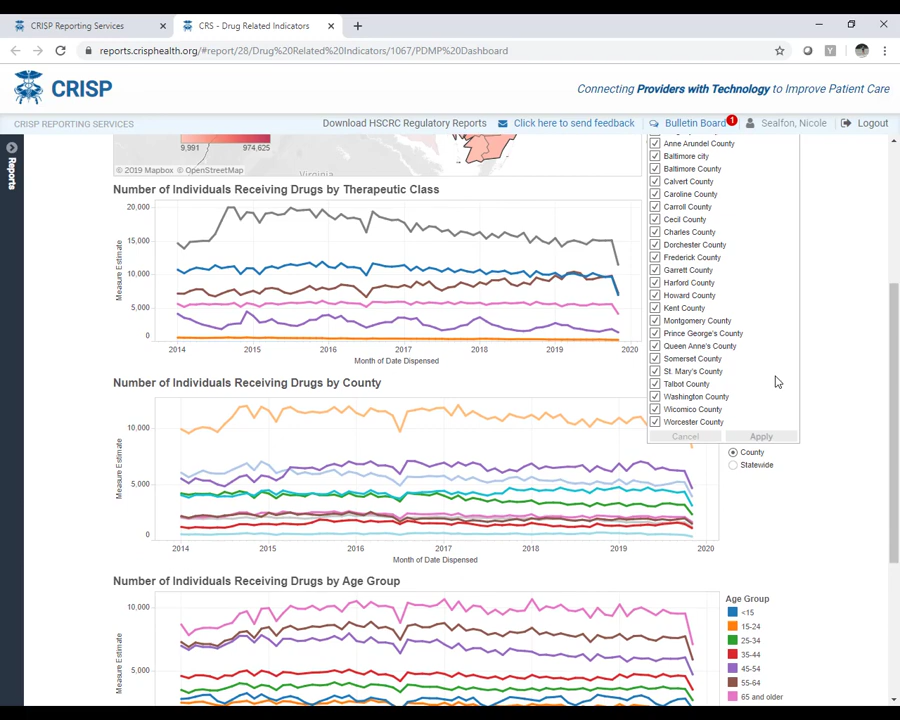 CRISP Reporting Services
CRS - Drug Related Indicators
reports.crisphealth.org/#report/28/Drug%20Related%20Indicators/1067/PDMP%20Dashboard
Y
CRISP
Connecting Providers with Technology to Improve Patient Care
CRISP REPORTING SERVICES
Download HSCRC Regulatory Reports
Click here to send feedback
Bulletin Board
1
Sealfon, Nicole
Logout
Reports
9,991
974,625
© 2019 Mapbox © OpenStreetMap
Virginia
Anne Arundel County
Baltimore city
Baltimore County
Calvert County
Caroline County
Carroll County
Cecil County
Charles County
Dorchester County
Frederick County
Garrett County
Harford County
Howard County
Kent County
Montgomery County
Prince George's County
Queen Anne's County
Somerset County
St. Mary's County
Talbot County
Washington County
Wicomico County
Worcester County
Cancel
Apply
County
Statewide
Number of Individuals Receiving Drugs by Therapeutic Class
Measure Estimate
20,000
15,000
10,000
5,000
0
2014 2015 2016 2017 2018 2019 2020
Month of Date Dispensed
Number of Individuals Receiving Drugs by County
Measure Estimate
10,000
5,000
0
2014 2015 2016 2017 2018 2019 2020
Month of Date Dispensed
Number of Individuals Receiving Drugs by Age Group
Measure Estimate
10,000
5,000
Age Group
<15
15-24
25-34
35-44
45-54
55-64
65 and older